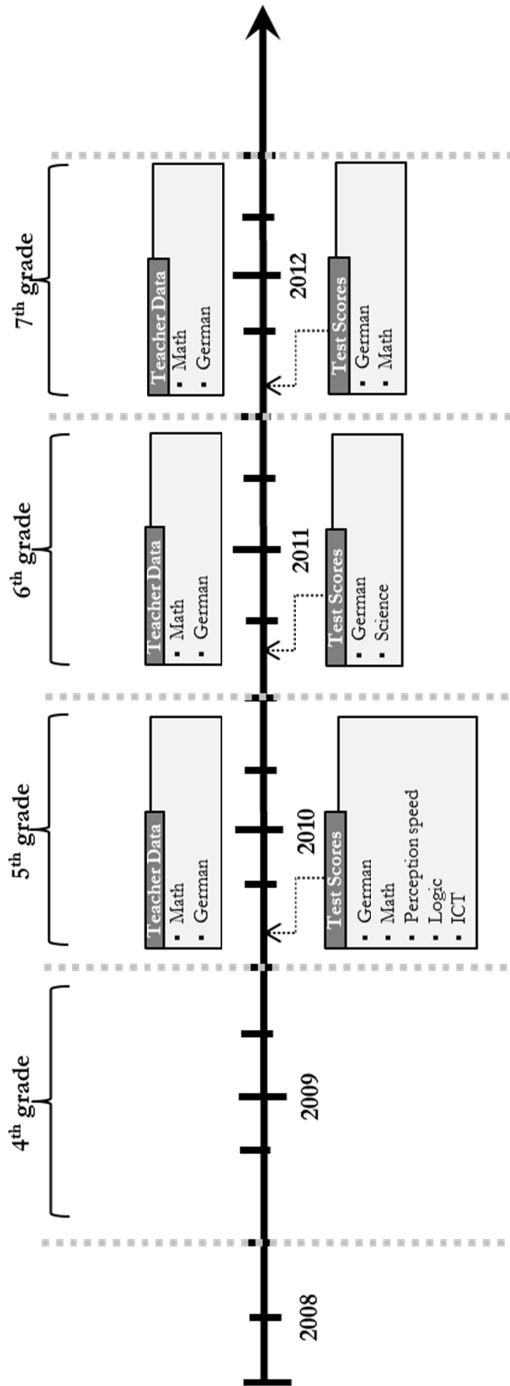 4th grade
5th grade
6th grade
7th grade
Teacher Data
▪ Math
▪ German
Teacher Data
▪ Math
▪ German
Teacher Data
▪ Math
▪ German
2008
2009
2010
2011
2012
Test Scores
▪ German
▪ Math
▪ Perception speed
▪ Logic
▪ ICT
Test Scores
▪ German
▪ Science
Test Scores
▪ German
▪ Math